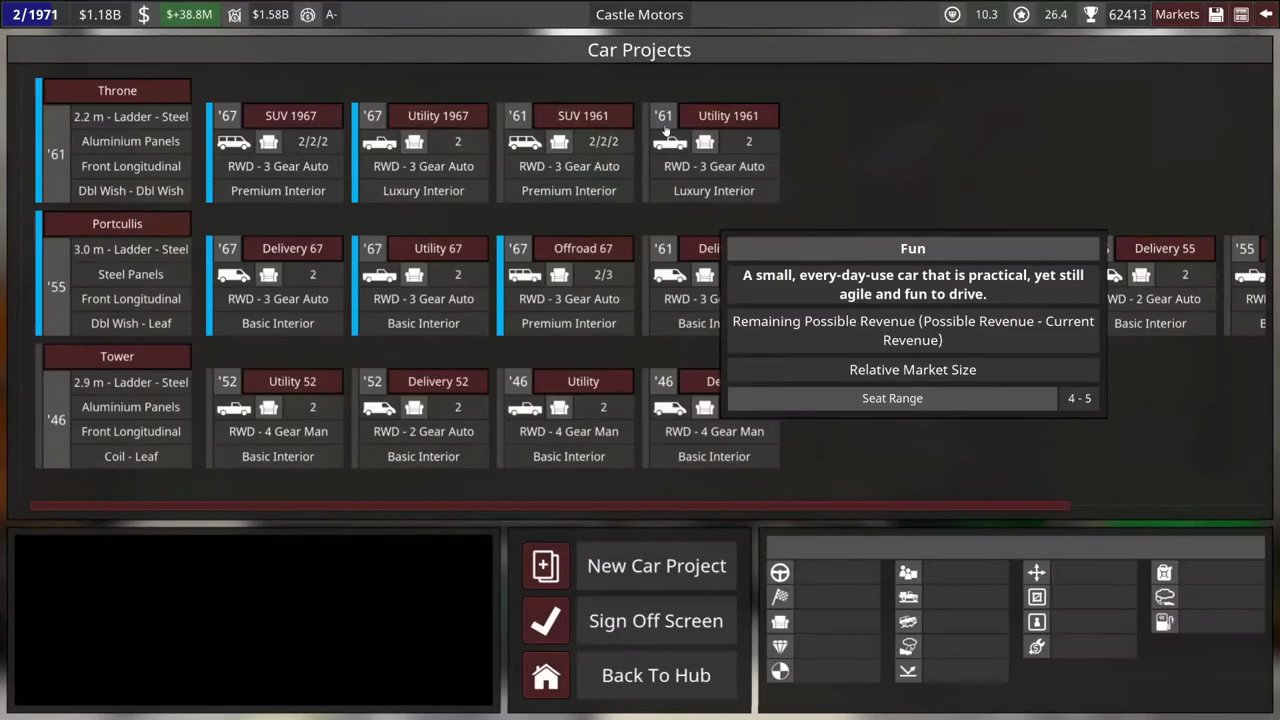 2/1971 $1.18B $ $+38.8M $1.58B A- Castle Motors 10.3 26.4 62413 Markets
Car Projects
Throne
'61
2.2 m - Ladder - Steel
Aluminium Panels
Front Longitudinal
Dbl Wish - Dbl Wish
'67 SUV 1967
2/2/2
RWD - 3 Gear Auto
Premium Interior
'67 Utility 1967
2
RWD - 3 Gear Auto
Luxury Interior
'61 SUV 1961
2/2/2
RWD - 3 Gear Auto
Premium Interior
'61 Utility 1961
2
RWD - 3 Gear Auto
Luxury Interior
Portcullis
'55
3.0 m - Ladder - Steel
Steel Panels
Front Longitudinal
Dbl Wish - Leaf
'67 Delivery 67
2
RWD - 3 Gear Auto
Basic Interior
'67 Utility 67
2
RWD - 3 Gear Auto
Basic Interior
'67 Offroad 67
2/3
RWD - 3 Gear Auto
Premium Interior
'61 Deli
RWD - 3 G
Basic In
Delivery 55
2
RWD - 2 Gear Auto
Basic Interior
'55
RW
Fun
A small, every-day-use car that is practical, yet still
agile and fun to drive.
Remaining Possible Revenue (Possible Revenue - Current
Revenue)
Relative Market Size
Seat Range 4 - 5
Tower
'46
2.9 m - Ladder - Steel
Aluminium Panels
Front Longitudinal
Coil - Leaf
'52 Utility 52
2
RWD - 4 Gear Man
Basic Interior
'52 Delivery 52
2
RWD - 2 Gear Auto
Basic Interior
'46 Utility
2
RWD - 4 Gear Man
Basic Interior
'46 De
RWD - 4 Gear Man
Basic Interior
New Car Project
Sign Off Screen
Back To Hub